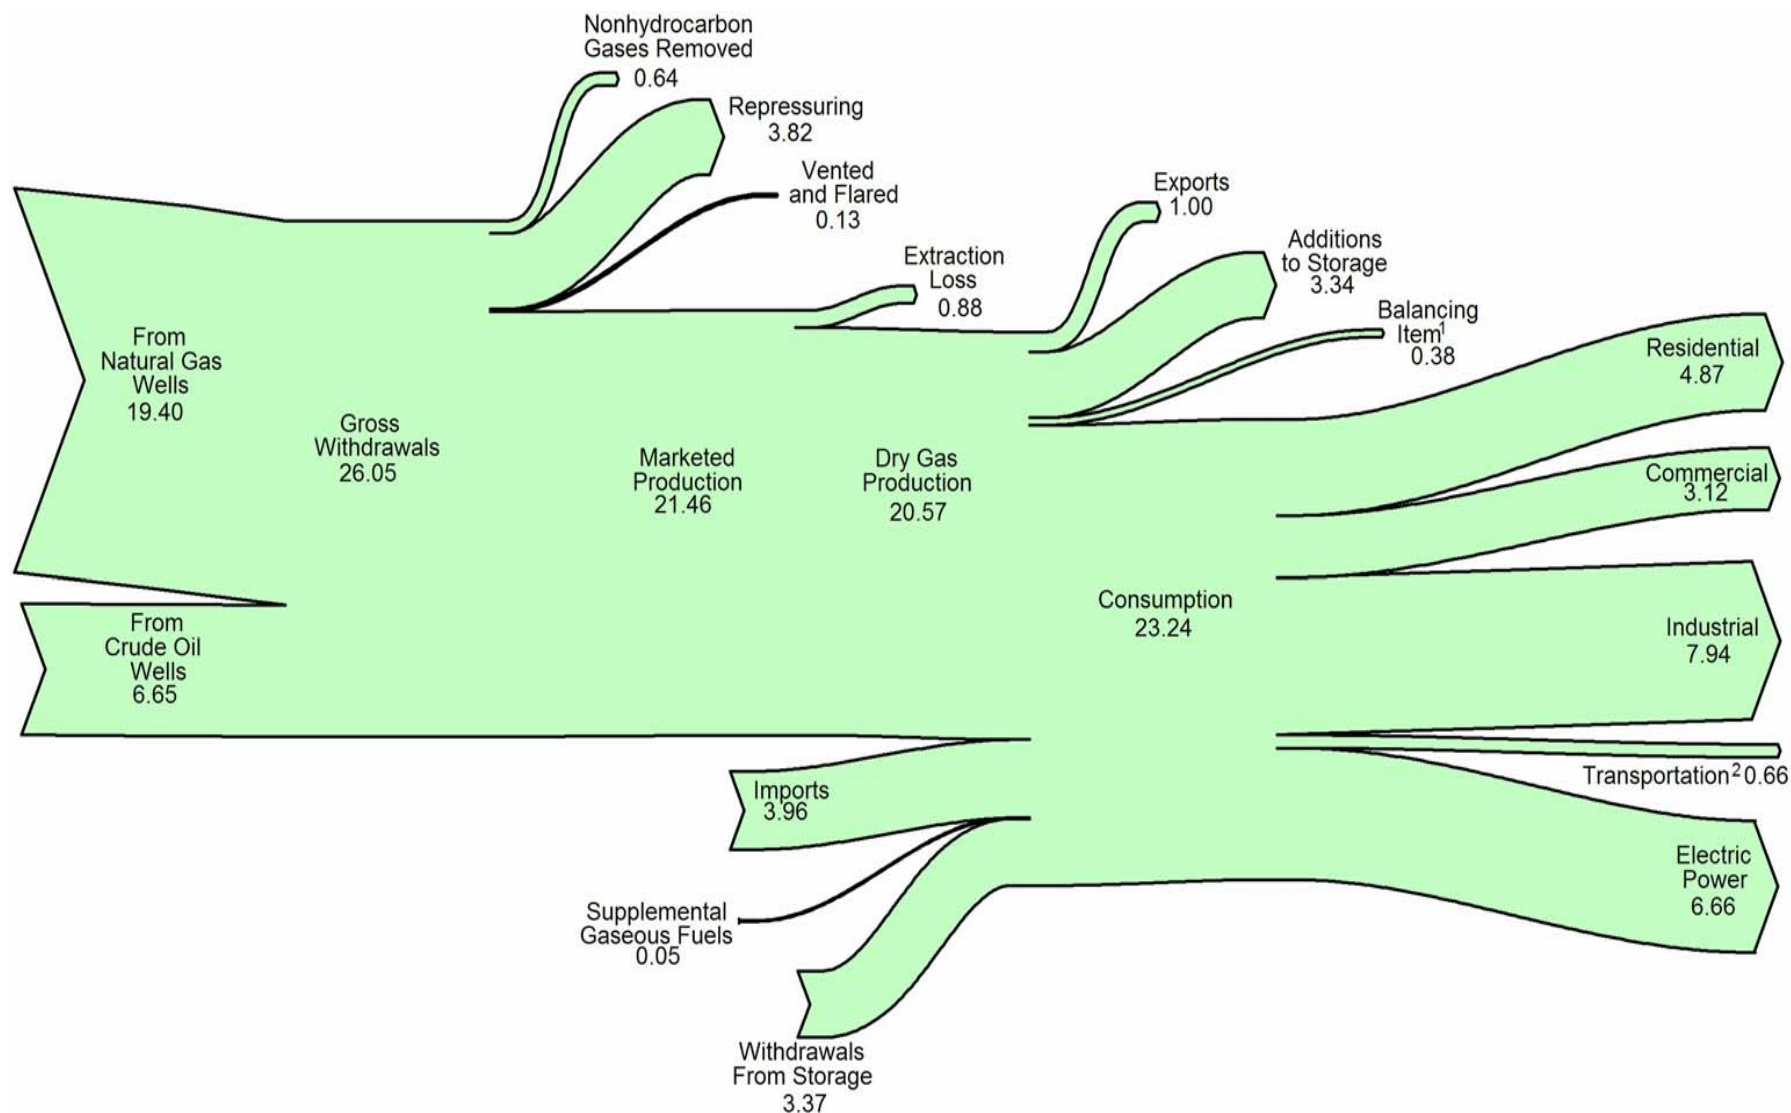 Nonhydrocarbon
Gases Removed
0.64
Repressuring
3.82
Vented
and Flared
0.13
Extraction
Loss
0.88
Exports
1.00
Additions
to Storage
3.34
Balancing
Item¹
0.38
Residential
4.87
Commercial
3.12
Industrial
7.94
Transportation² 0.66
Electric
Power
6.66
From
Natural Gas
Wells
19.40
Gross
Withdrawals
26.05
Marketed
Production
21.46
Dry Gas
Production
20.57
Consumption
23.24
From
Crude Oil
Wells
6.65
Imports
3.96
Supplemental
Gaseous Fuels
0.05
Withdrawals
From Storage
3.37